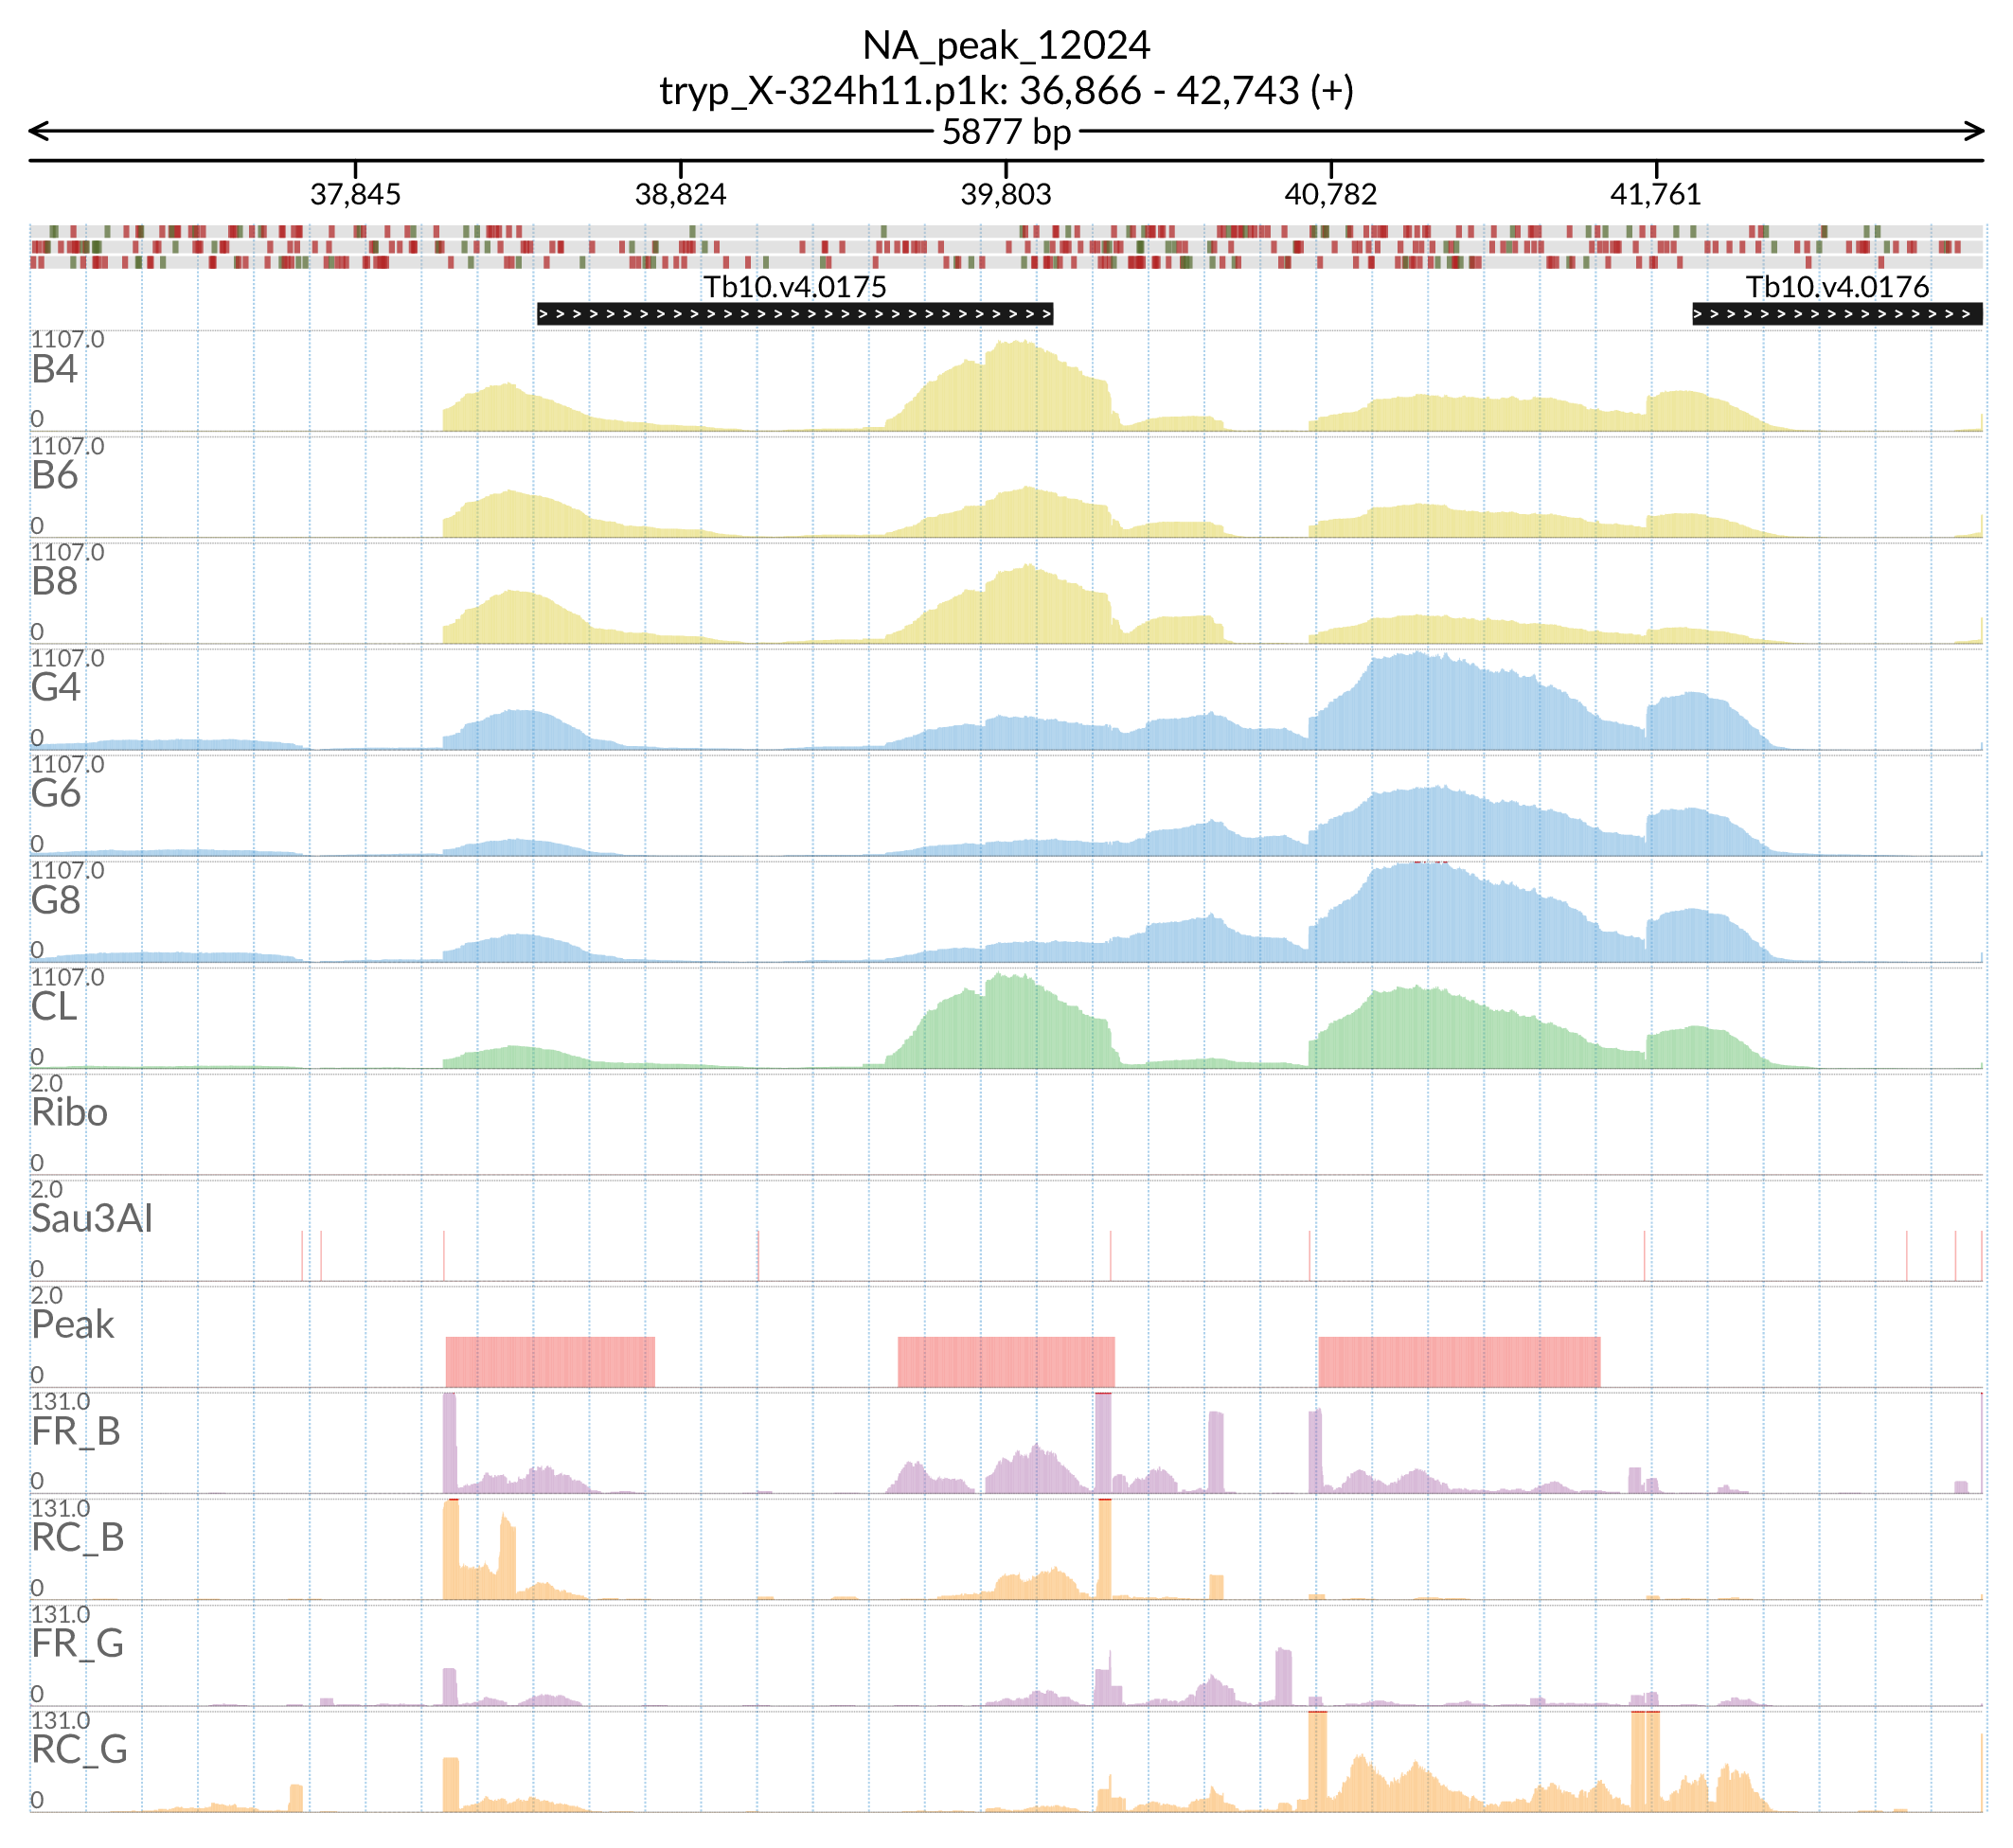 NA_peak_12024
tryp_X-324h11.p1k: 36,866 - 42,743 (+)
5877 bp
37,845 38,824 39,803 40,782 41,761
Tb10.v4.0175 Tb10.v4.0176
1107.0
B4
0
1107.0
B6
0
1107.0
B8
0
1107.0
G4
0
1107.0
G6
0
1107.0
G8
0
1107.0
CL
0
2.0
Ribo
0
2.0
Sau3AI
0
2.0
Peak
0
131.0
FR_B
0
131.0
RC_B
0
131.0
FR_G
0
131.0
RC_G
0